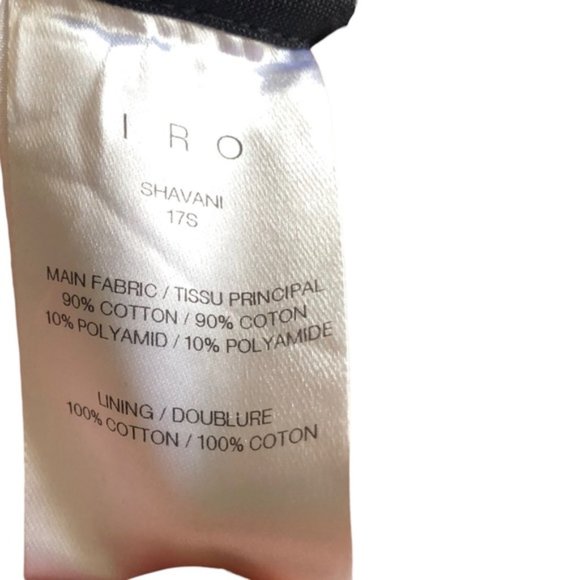 IRO
SHAVANI
17S
MAIN FABRIC / TISSU PRINCIPAL
90% COTTON / 90% COTON
10% POLYAMID / 10% POLYAMIDE
LINING / DOUBLURE
100% COTTON / 100% COTON